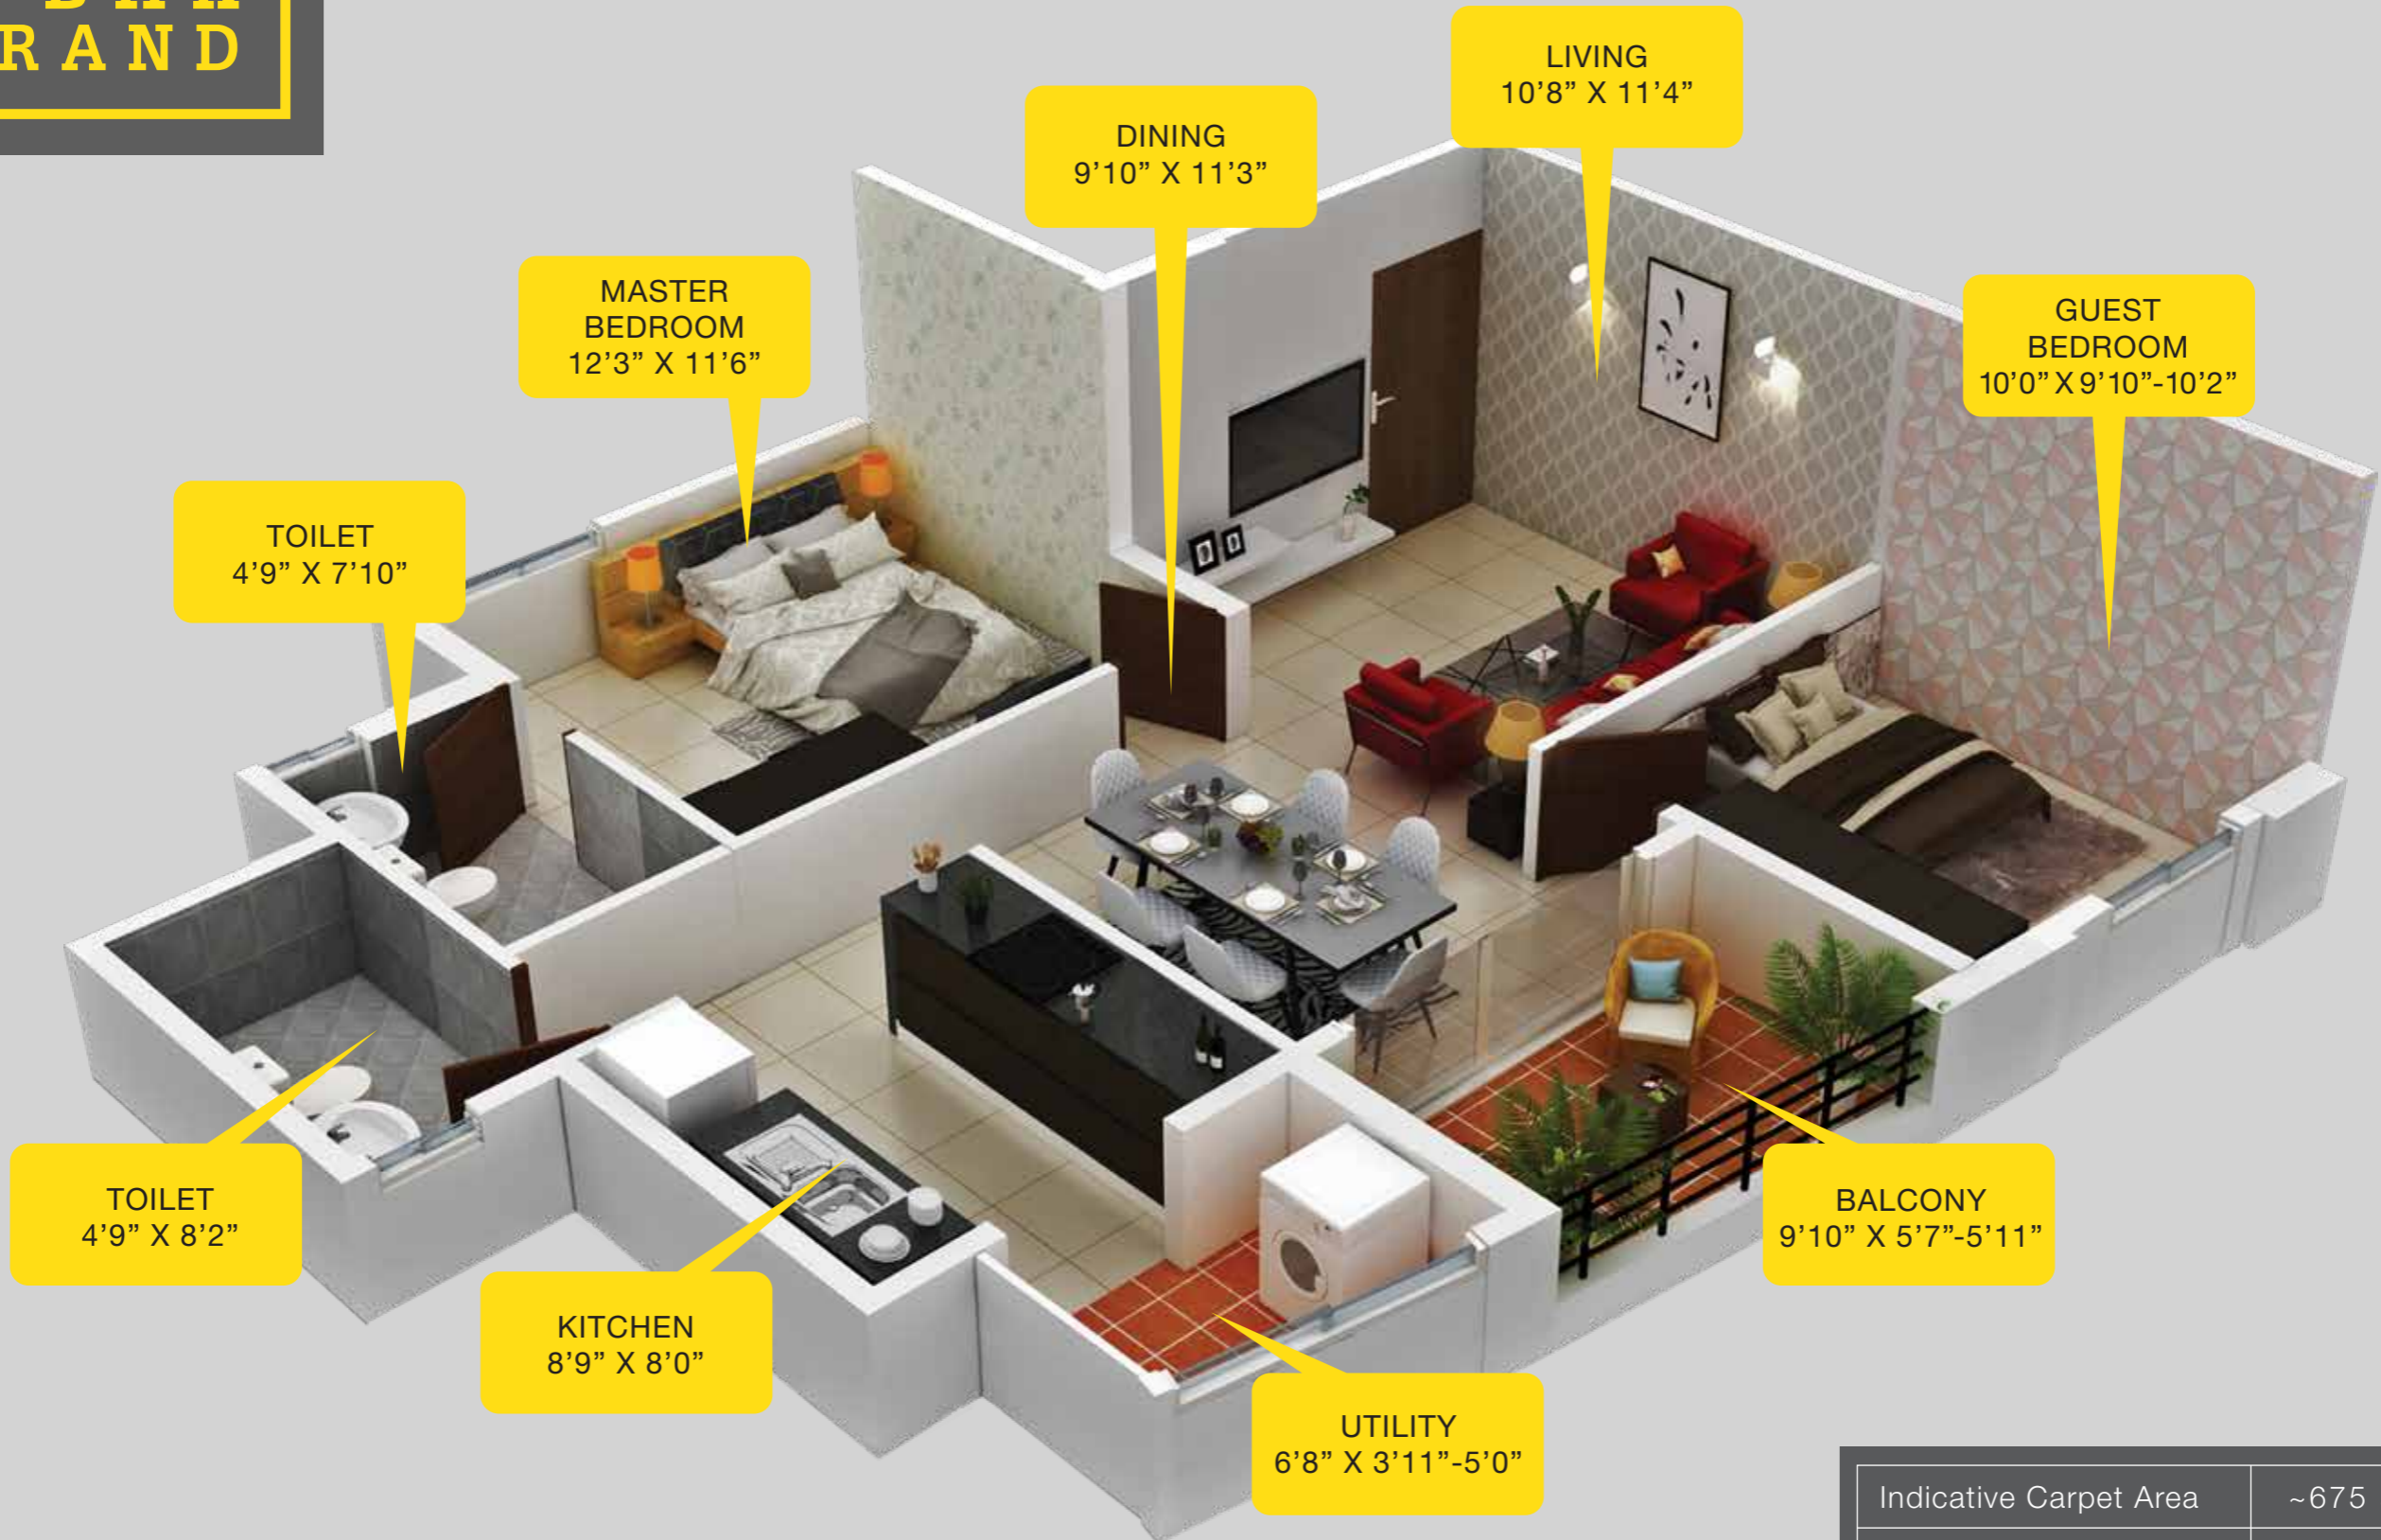 RAND
LIVING
10’8” X 11’4”
DINING
9’10” X 11’3”
MASTER
BEDROOM
12’3” X 11’6”
GUEST
BEDROOM
10’0” X 9’10”-10’2”
TOILET
4’9” X 7’10”
TOILET
4’9” X 8’2”
KITCHEN
8’9” X 8’0”
BALCONY
9’10” X 5’7”-5’11”
UTILITY
6’8” X 3’11”-5’0”
Indicative Carpet Area ~675